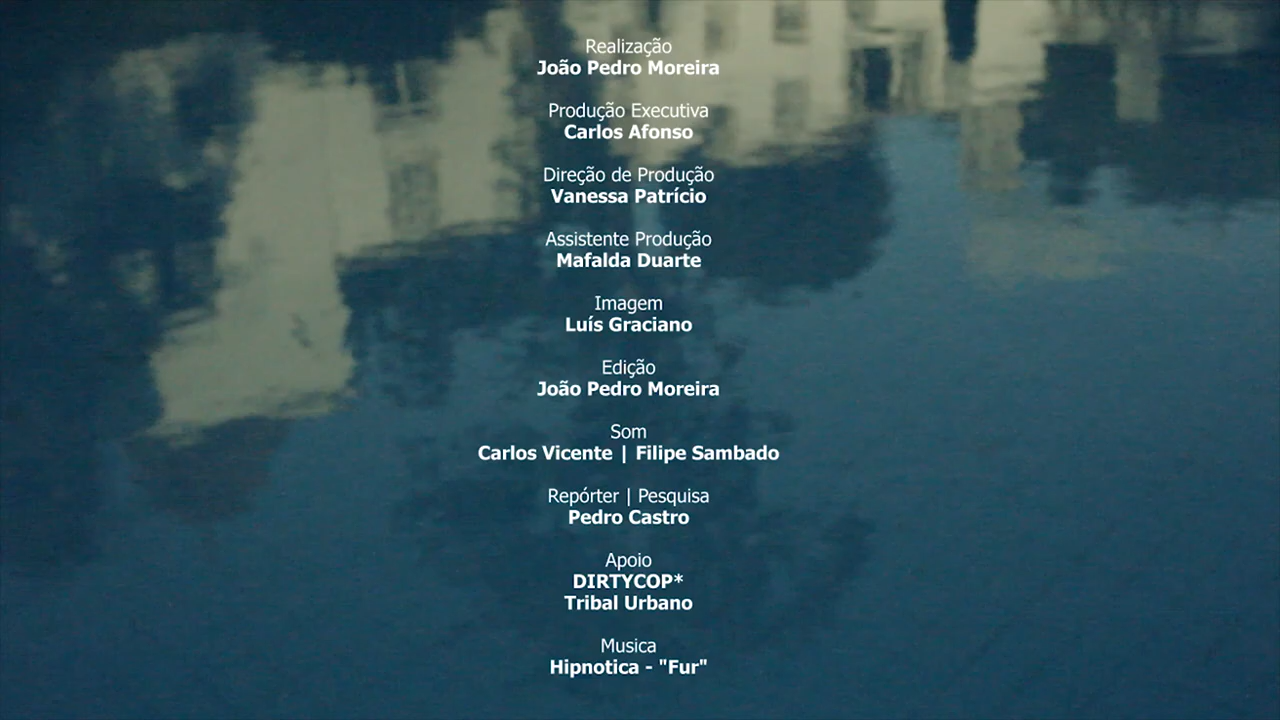 Realização
João Pedro Moreira
Produção Executiva
Carlos Afonso
Direção de Produção
Vanessa Patrício
Assistente Produção
Mafalda Duarte
Imagem
Luís Graciano
Edição
João Pedro Moreira
Som
Carlos Vicente | Filipe Sambado
Repórter | Pesquisa
Pedro Castro
Apoio
DIRTYCOP*
Tribal Urbano
Musica
Hipnotica - "Fur"